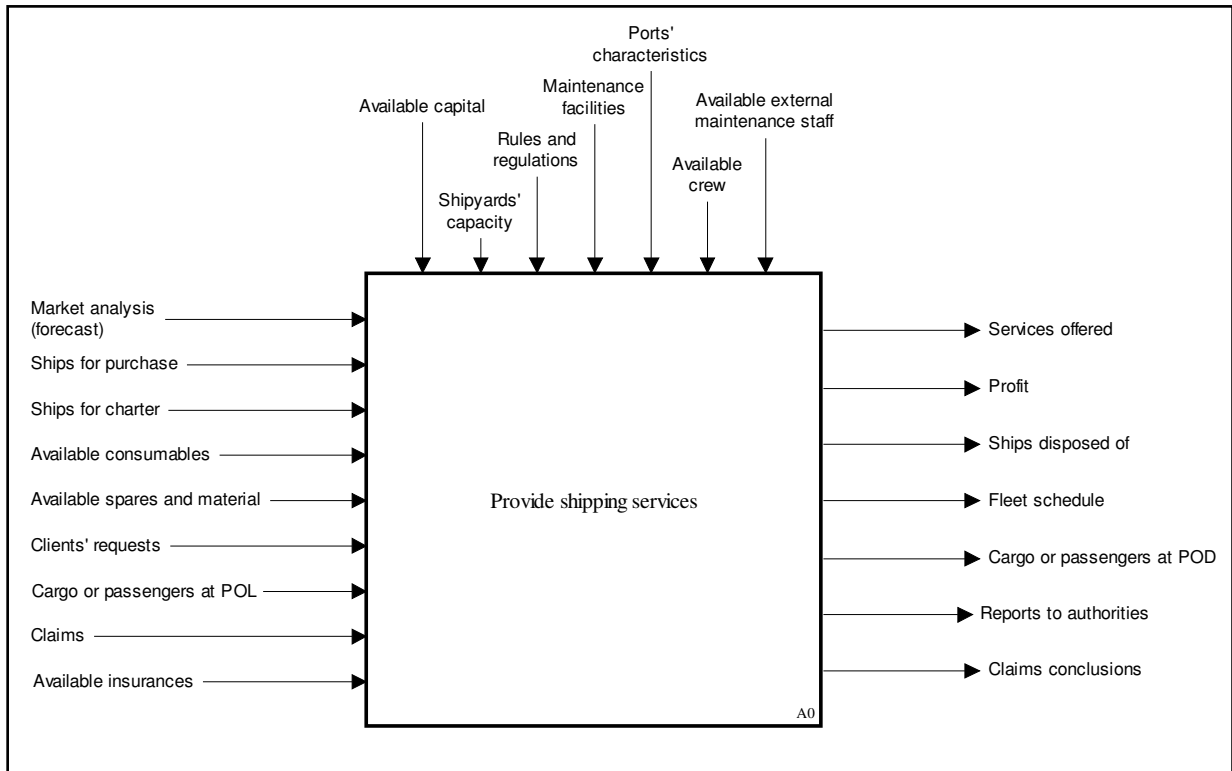 Ports'
characteristics
Maintenance
facilities
Available external
maintenance staff
Available capital
Rules and
regulations
Available
crew
Shipyards'
capacity
Market analysis
(forecast)
Ships for purchase
Ships for charter
Available consumables
Available spares and material
Clients' requests
Cargo or passengers at POL
Claims
Available insurances
Provide shipping services
A0
Services offered
Profit
Ships disposed of
Fleet schedule
Cargo or passengers at POD
Reports to authorities
Claims conclusions